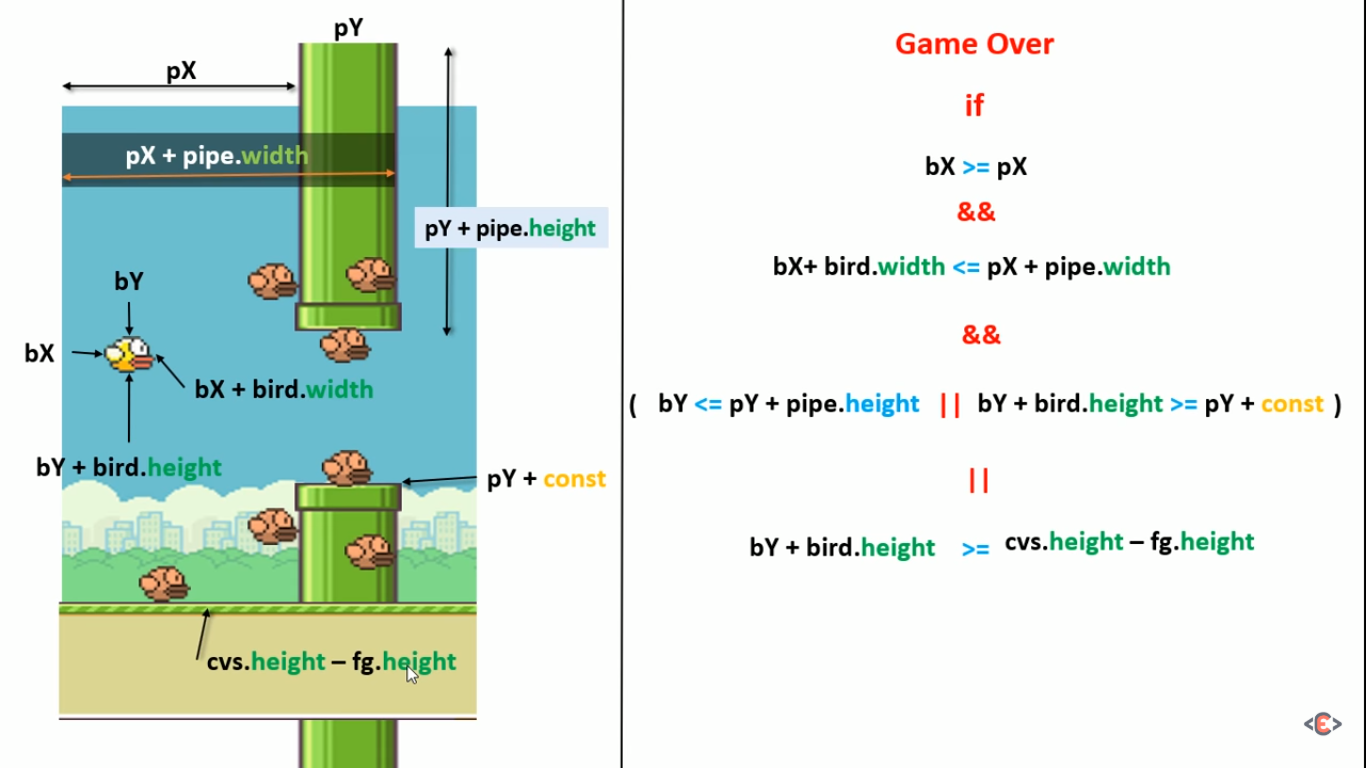 pY
pX
pX + pipe.width
pY + pipe.height
bY
bX
bX + bird.width
bY + bird.height
pY + const
cvs.height – fg.height
Game Over
if
bX >= pX
&&
bX+ bird.width <= pX + pipe.width
&&
( bY <= pY + pipe.height || bY + bird.height >= pY + const )
||
bY + bird.height >= cvs.height – fg.height
<E>